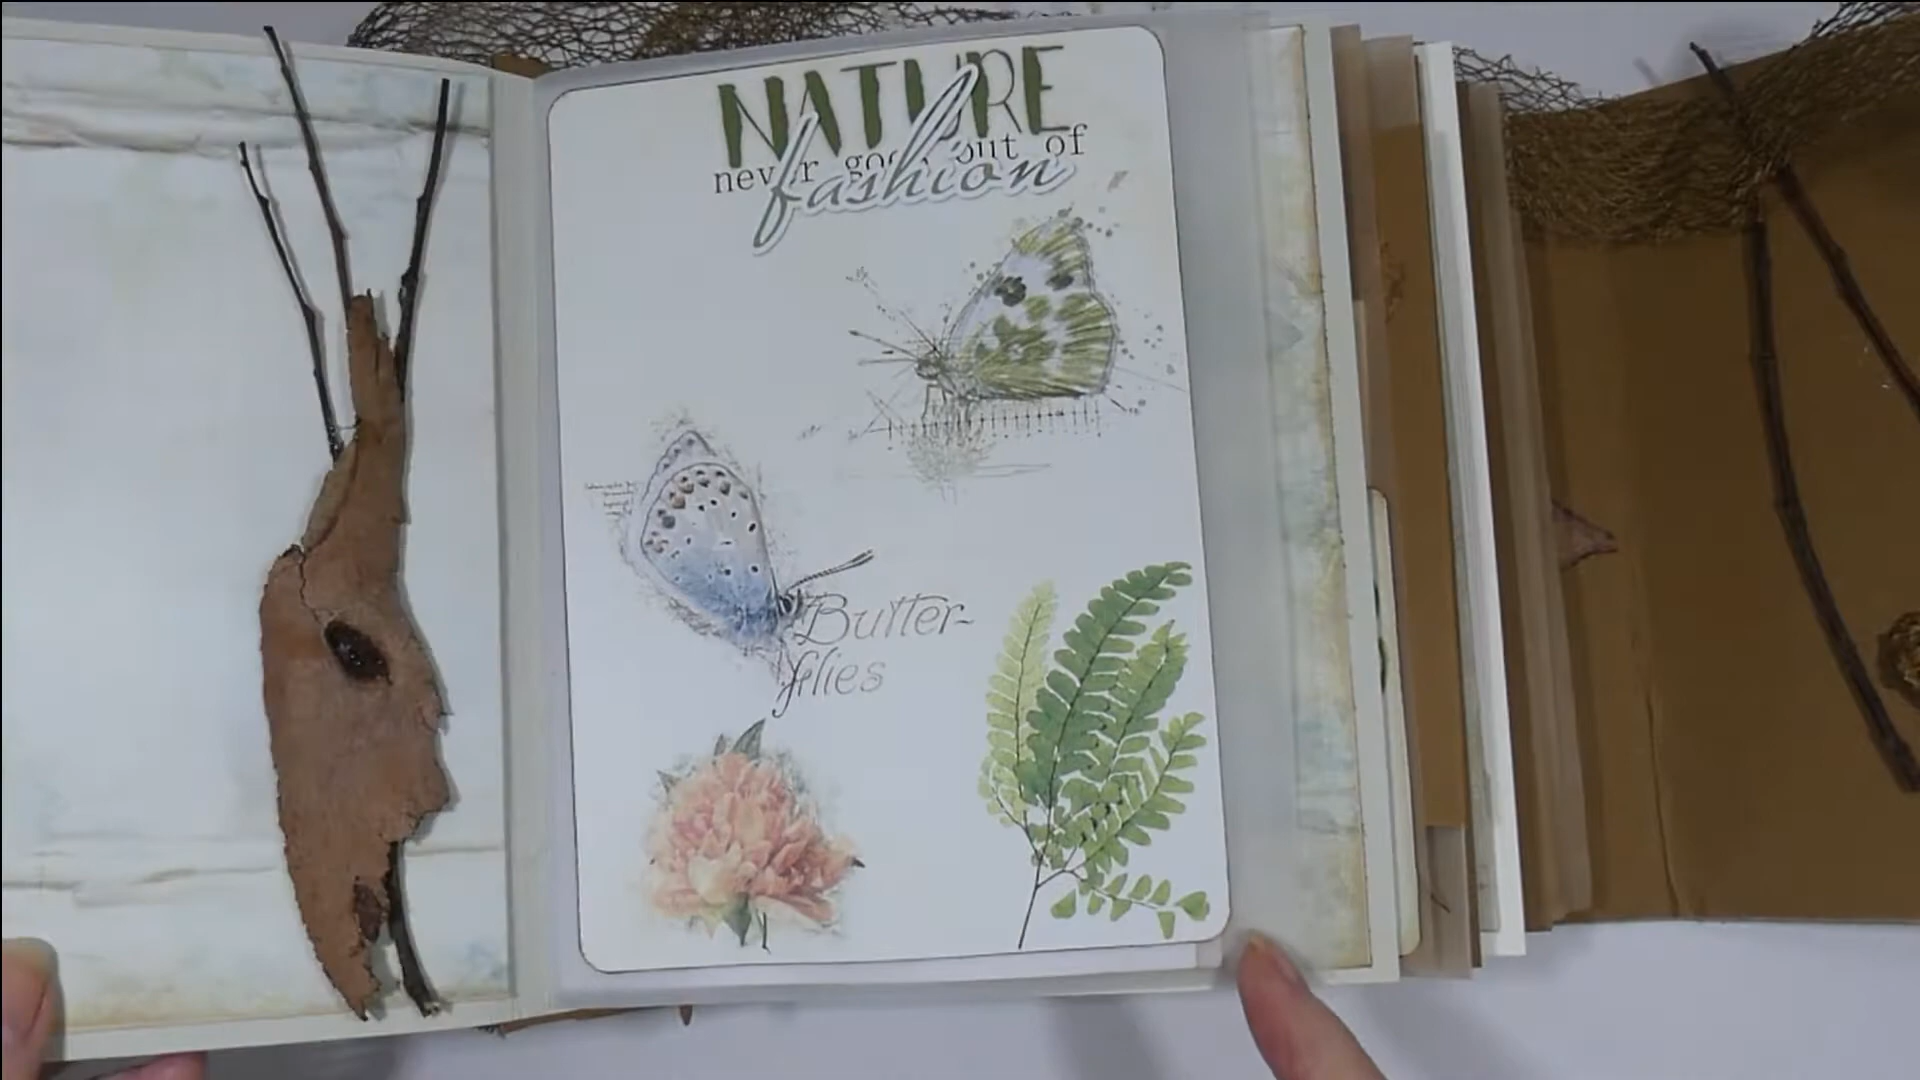 NATURE
never goes out of
fashion
Butter-
flies